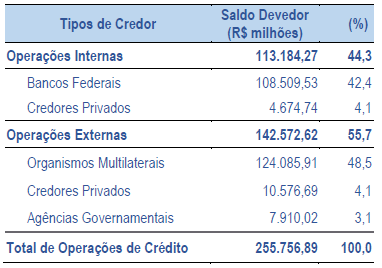 Tipos de Credor Saldo Devedor (R$ milhões) (%)
Operações Internas 113.184,27 44,3
Bancos Federais 108.509,53 42,4
Credores Privados 4.674,74 4,1
Operações Externas 142.572,62 55,7
Organismos Multilaterais 124.085,91 48,5
Credores Privados 10.576,69 4,1
Agências Governamentais 7.910,02 3,1
Total de Operações de Crédito 255.756,89 100,0